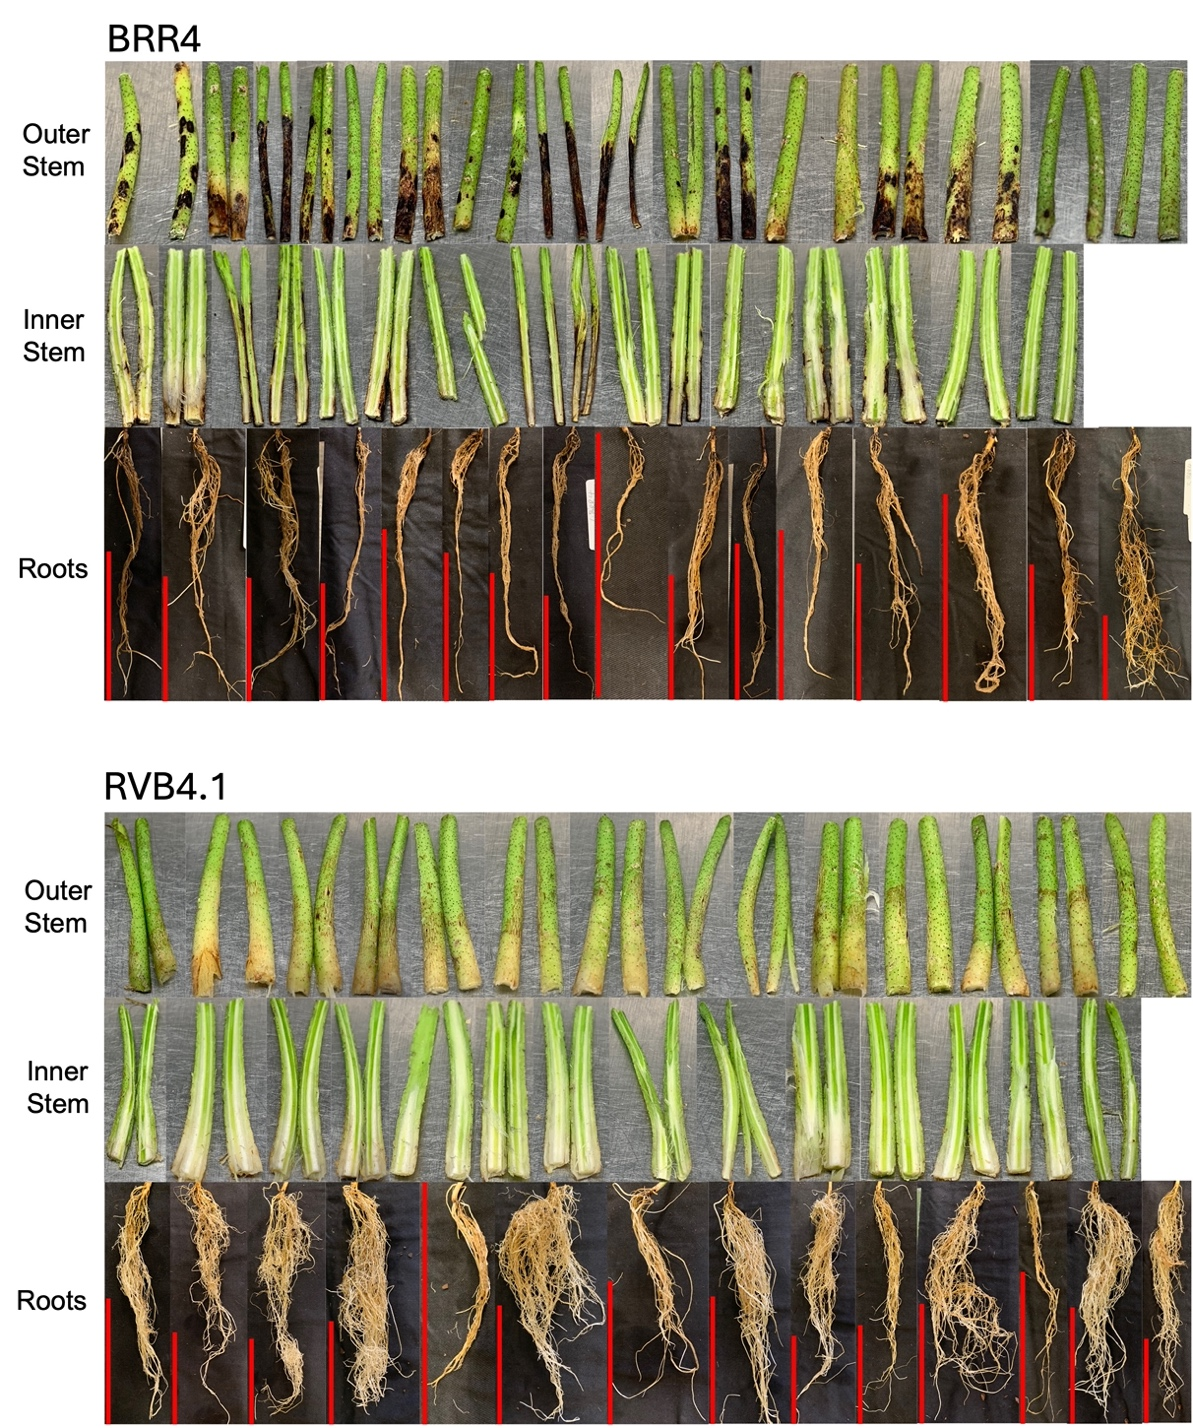 BRR4
Outer
Stem
Inner
Stem
Roots
RVB4.1
Outer
Stem
Inner
Stem
Roots